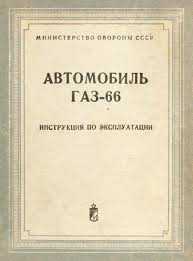 МИНИСТЕРСТВО ОБОРОНЫ СССР
АВТОМОБИЛЬ
ГАЗ-66
ИНСТРУКЦИЯ ПО ЭКСПЛУАТАЦИИ